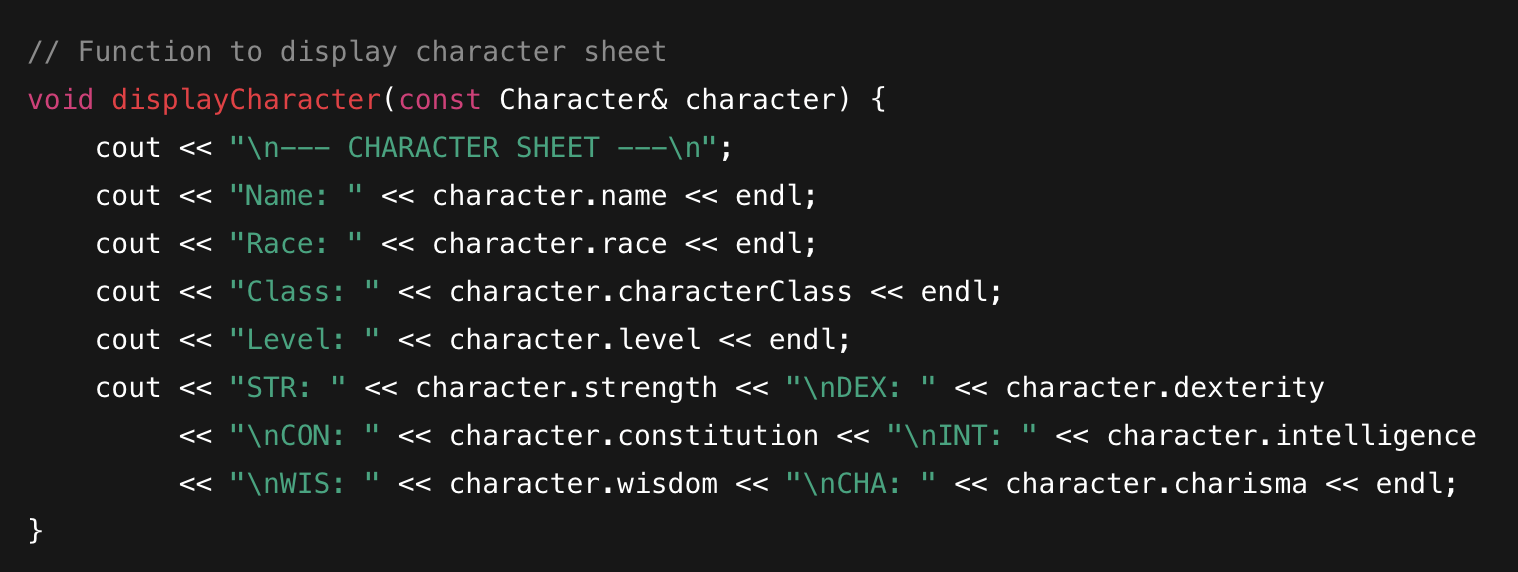 // Function to display character sheet
void displayCharacter(const Character& character) {
    cout << "\n--- CHARACTER SHEET ---\n";
    cout << "Name: " << character.name << endl;
    cout << "Race: " << character.race << endl;
    cout << "Class: " << character.characterClass << endl;
    cout << "Level: " << character.level << endl;
    cout << "STR: " << character.strength << "\nDEX: " << character.dexterity
         << "\nCON: " << character.constitution << "\nINT: " << character.intelligence
         << "\nWIS: " << character.wisdom << "\nCHA: " << character.charisma << endl;
}